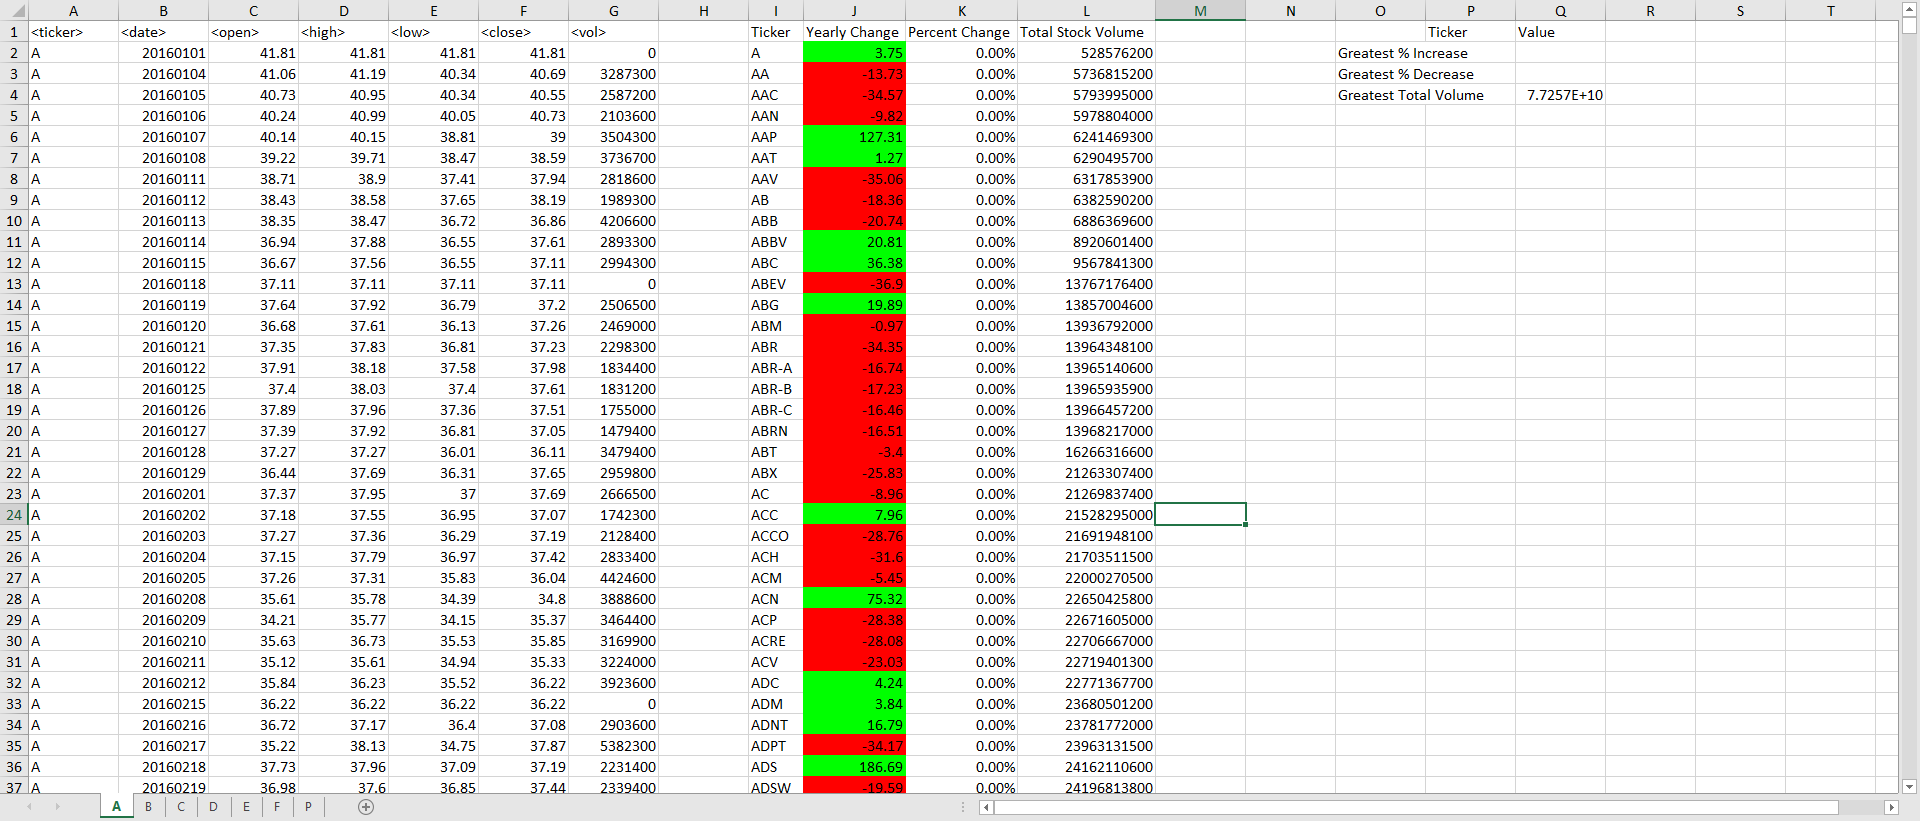 A B C D E F G H I J K L M N O P Q R S T
1 <ticker> <date> <open> <high> <low> <close> <vol> Ticker Yearly Change Percent Change Total Stock Volume Ticker Value
2 A 20160101 41.81 41.81 41.81 41.81 0 A 3.75 0.00% 528576200 Greatest % Increase
3 A 20160104 41.06 41.19 40.34 40.69 3287300 AA -13.73 0.00% 5736815200 Greatest % Decrease
4 A 20160105 40.73 40.95 40.34 40.55 2587200 AAC -34.57 0.00% 5793995000 Greatest Total Volume 7.7257E+10
5 A 20160106 40.24 40.99 40.05 40.73 2103600 AAN -9.82 0.00% 5978804000
6 A 20160107 40.14 40.15 38.81 39 3504300 AAP 127.31 0.00% 6241469300
7 A 20160108 39.22 39.71 38.47 38.59 3736700 AAT 1.27 0.00% 6290495700
8 A 20160111 38.71 38.9 37.41 37.94 2818600 AAV -35.06 0.00% 6317853900
9 A 20160112 38.43 38.58 37.65 38.19 1989300 AB -18.36 0.00% 6382590200
10 A 20160113 38.35 38.47 36.72 36.86 4206600 ABB -20.74 0.00% 6886369600
11 A 20160114 36.94 37.88 36.55 37.61 2893300 ABBV 20.81 0.00% 8920601400
12 A 20160115 36.67 37.56 36.55 37.11 2994300 ABC 36.38 0.00% 9567841300
13 A 20160118 37.11 37.11 37.11 37.11 0 ABEV -36.9 0.00% 13767176400
14 A 20160119 37.64 37.92 36.79 37.2 2506500 ABG 19.89 0.00% 13857004600
15 A 20160120 36.68 37.61 36.13 37.26 2469000 ABM -0.97 0.00% 13936792000
16 A 20160121 37.35 37.83 36.81 37.23 2298300 ABR -34.35 0.00% 13964348100
17 A 20160122 37.91 38.18 37.58 37.98 1834400 ABR-A -16.74 0.00% 13965140600
18 A 20160125 37.4 38.03 37.4 37.61 1831200 ABR-B -17.23 0.00% 13965935900
19 A 20160126 37.89 37.96 37.36 37.51 1755000 ABR-C -16.46 0.00% 13966457200
20 A 20160127 37.39 37.92 36.81 37.05 1479400 ABRN -16.51 0.00% 13968217000
21 A 20160128 37.27 37.27 36.01 36.11 3479400 ABT -3.4 0.00% 16266316600
22 A 20160129 36.44 37.69 36.31 37.65 2959800 ABX -25.83 0.00% 21263307400
23 A 20160201 37.37 37.95 37 37.69 2666500 AC -8.96 0.00% 21269837400
24 A 20160202 37.18 37.55 36.95 37.07 1742300 ACC 7.96 0.00% 21528295000
25 A 20160203 37.27 37.36 36.29 37.19 2128400 ACCO -28.76 0.00% 21691948100
26 A 20160204 37.15 37.79 36.97 37.42 2833400 ACH -31.6 0.00% 21703511500
27 A 20160205 37.26 37.31 35.83 36.04 4424600 ACM -5.45 0.00% 22000270500
28 A 20160208 35.61 35.78 34.39 34.8 3888600 ACN 75.32 0.00% 22650425800
29 A 20160209 34.21 35.77 34.15 35.37 3464400 ACP -28.38 0.00% 22671605000
30 A 20160210 35.63 36.73 35.53 35.85 3169900 ACRE -28.08 0.00% 22706667000
31 A 20160211 35.12 35.61 34.94 35.33 3224000 ACV -23.03 0.00% 22719401300
32 A 20160212 35.84 36.23 35.52 36.22 3923600 ADC 4.24 0.00% 22771367700
33 A 20160215 36.22 36.22 36.22 36.22 0 ADM 3.84 0.00% 23680501200
34 A 20160216 36.72 37.17 36.4 37.08 2903600 ADNT 16.79 0.00% 23781772000
35 A 20160217 35.22 38.13 34.75 37.87 5382300 ADPT -34.17 0.00% 23963131500
36 A 20160218 37.73 37.96 37.09 37.19 2231400 ADS 186.69 0.00% 24162110600
37 A 20160219 36.98 37.6 36.85 37.44 2339400 ADSW -19.59 0.00% 24196813800
A B C D E F P